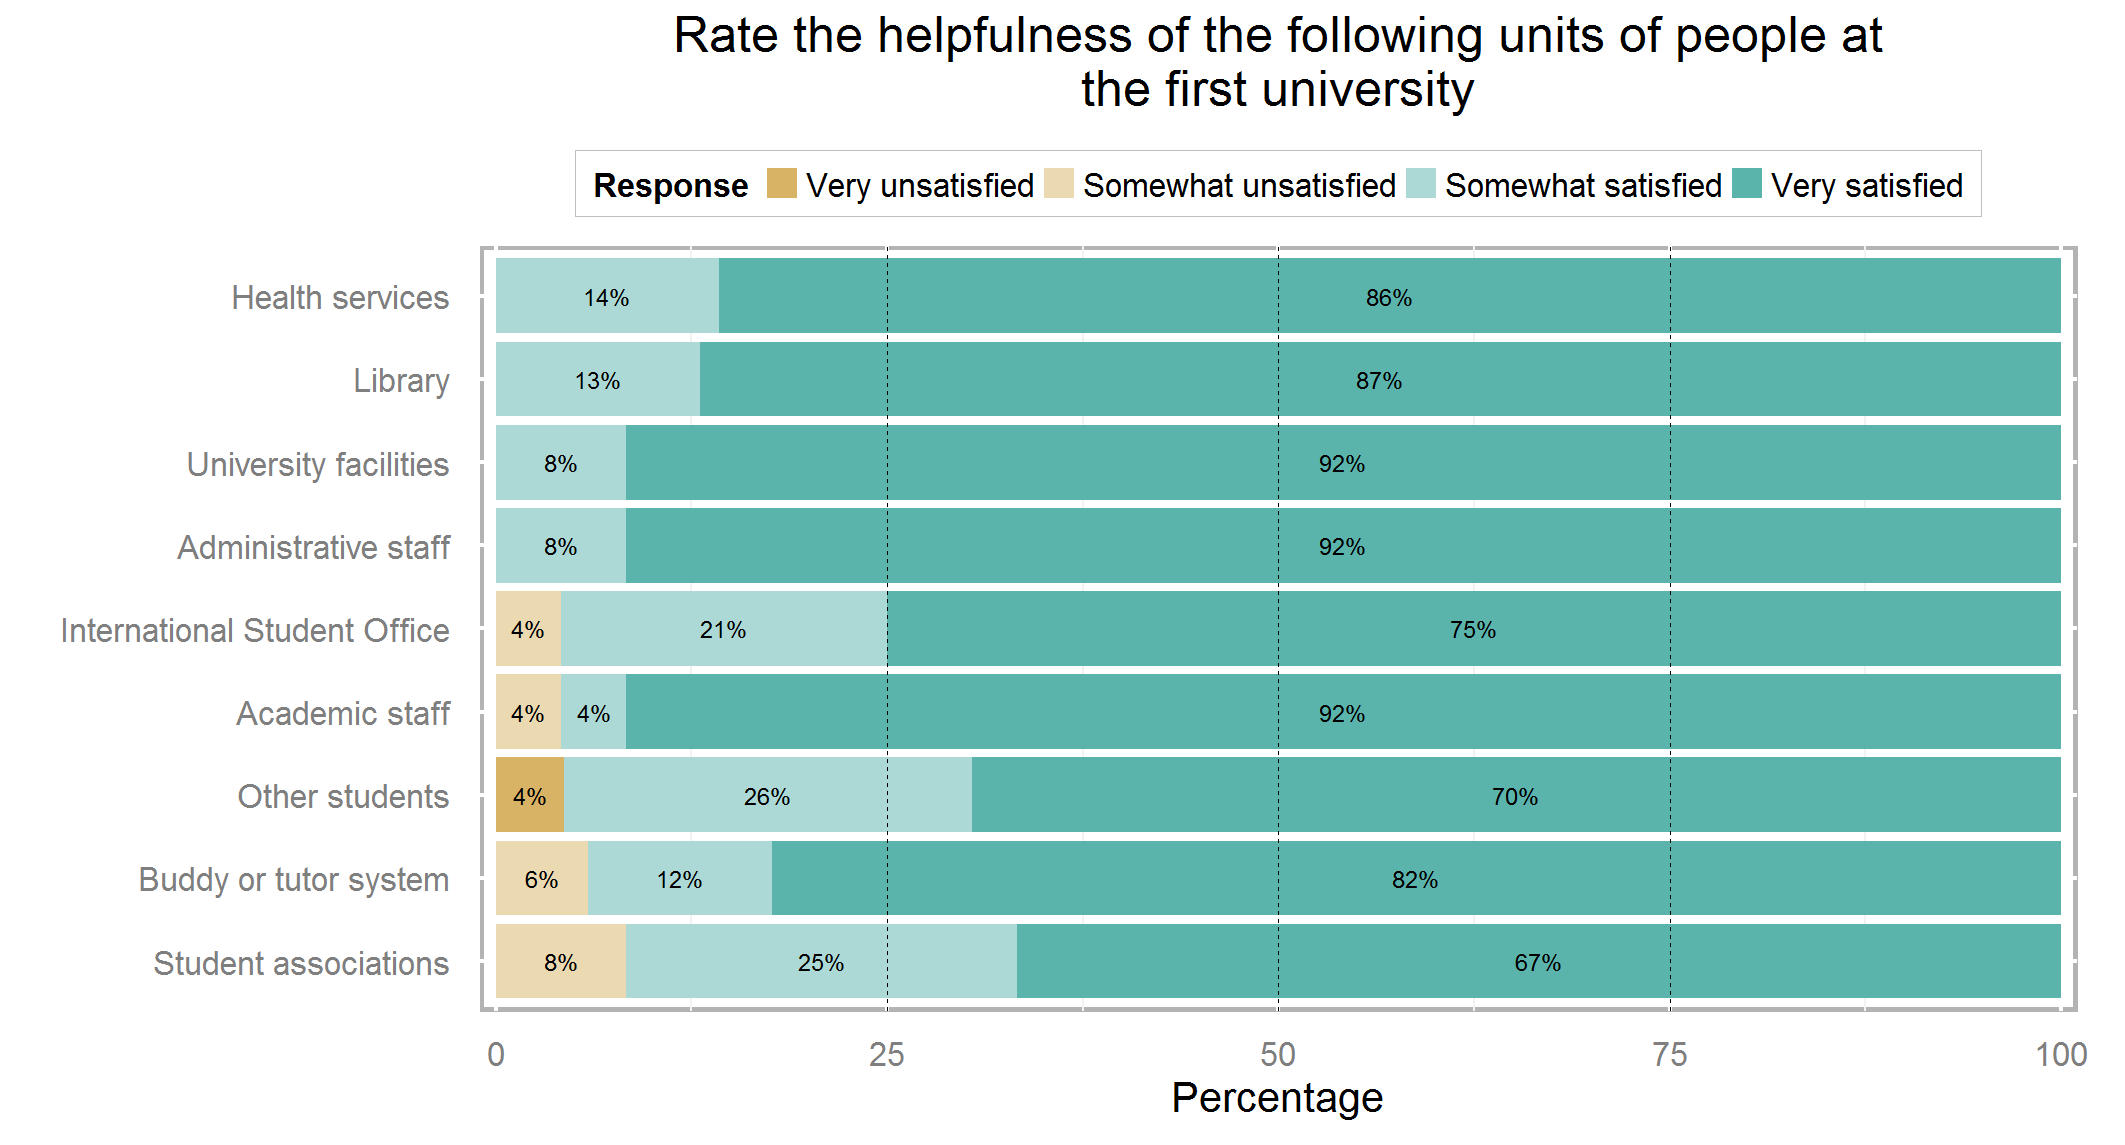 Rate the helpfulness of the following units of people at
the first university
Response Very unsatisfied Somewhat unsatisfied Somewhat satisfied Very satisfied
Health services 14% 86%
Library 13% 87%
University facilities 8% 92%
Administrative staff 8% 92%
International Student Office 4% 21% 75%
Academic staff 4% 4% 92%
Other students 4% 26% 70%
Buddy or tutor system 6% 12% 82%
Student associations 8% 25% 67%
0 25 50 75 100
Percentage